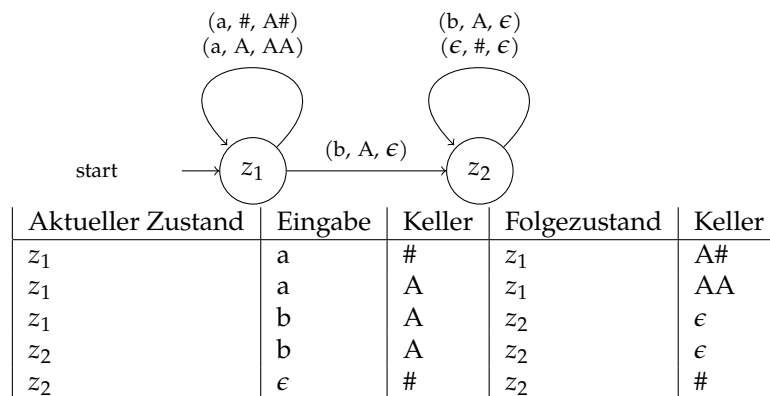 (a, #, A#) (b, A, ϵ)
(a, A, AA) (ϵ, #, ϵ)
(b, A, ϵ)
start z₁ z₂
Aktueller Zustand Eingabe Keller Folgezustand Keller
z₁ a # z₁ A#
z₁ a A z₁ AA
z₁ b A z₂ ϵ
z₂ b A z₂ ϵ
z₂ ϵ # z₂ #